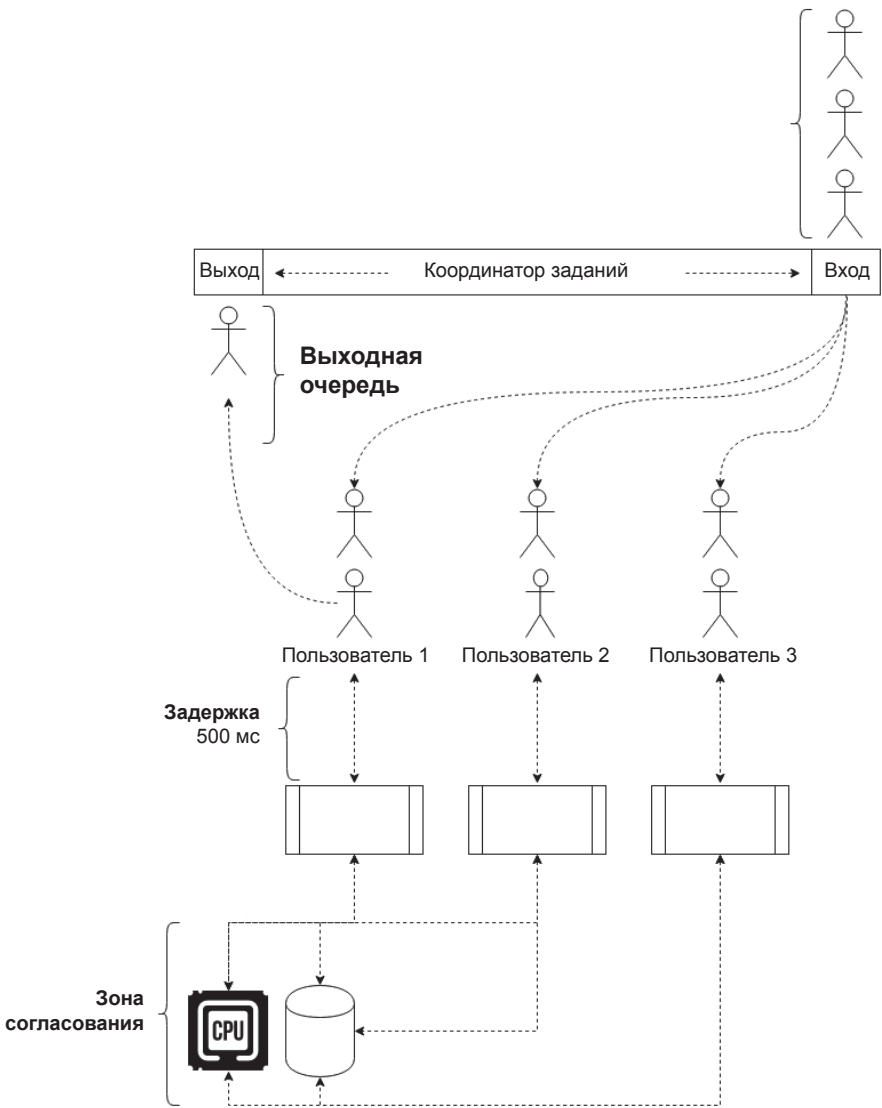 Выход
Координатор заданий
Вход
Выходная
очередь
Пользователь 1
Пользователь 2
Пользователь 3
Задержка
500 мс
Зона
согласования
CPU